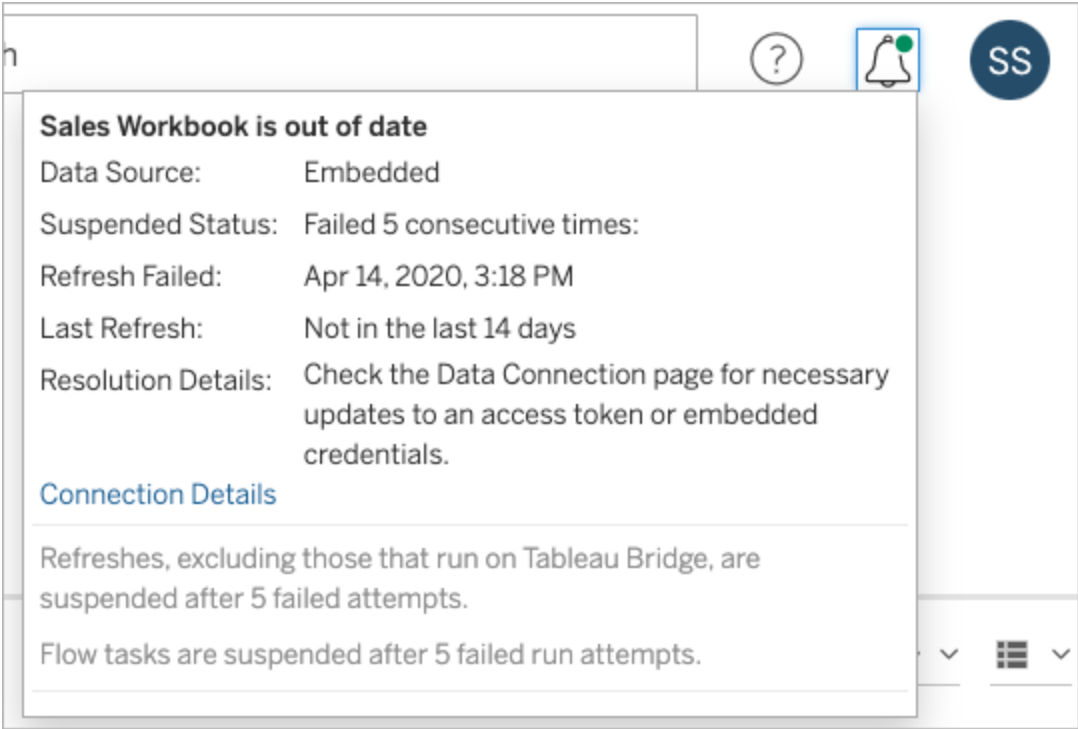 h
?
SS
Sales Workbook is out of date
Data Source: Embedded
Suspended Status: Failed 5 consecutive times:
Refresh Failed: Apr 14, 2020, 3:18 PM
Last Refresh: Not in the last 14 days
Resolution Details: Check the Data Connection page for necessary
updates to an access token or embedded
credentials.
Connection Details
Refreshes, excluding those that run on Tableau Bridge, are
suspended after 5 failed attempts.
Flow tasks are suspended after 5 failed run attempts.